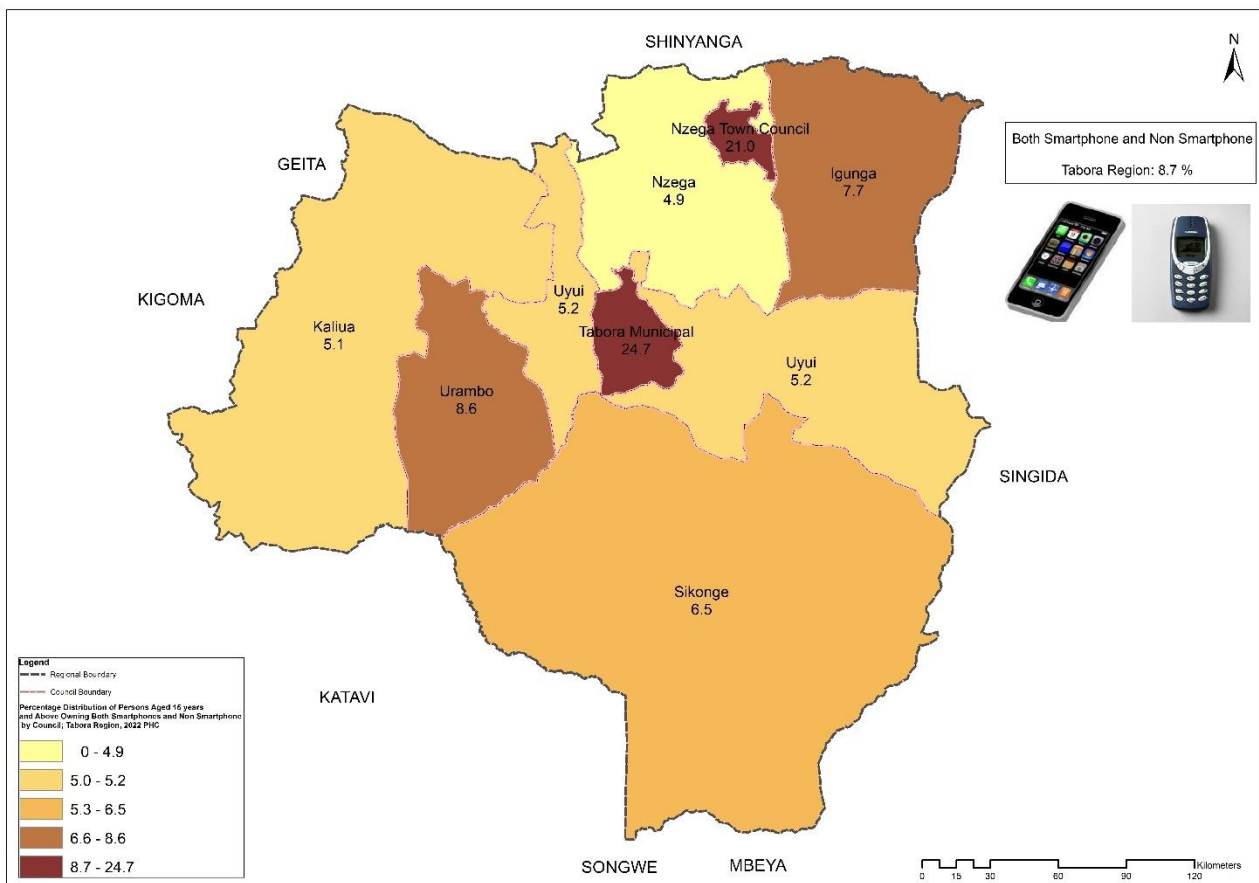 SHINYANGA
N
Nzega Town Council
21.0
Both Smartphone and Non Smartphone
Tabora Region: 8.7 %
GEITA
Igunga
7.7
Nzega
4.9
KIGOMA
Uyui
5.2
Kaliua
5.1
Tabora Municipal
24.7
Uyui
5.2
Urambo
8.6
SINGIDA
Sikonge
6.5
Legend
Regional Boundary
Council Boundary
Percentage Distribution of Persons Aged 16 years
and Above Owning Both Smartphones and Non Smartphone
by Council; Tabora Region, 2022 PHC
0 - 4.9
5.0 - 5.2
5.3 - 6.5
6.6 - 8.6
8.7 - 24.7
KATAVI
SONGWE
MBEYA
Kilometers
0 15 30 60 90 120